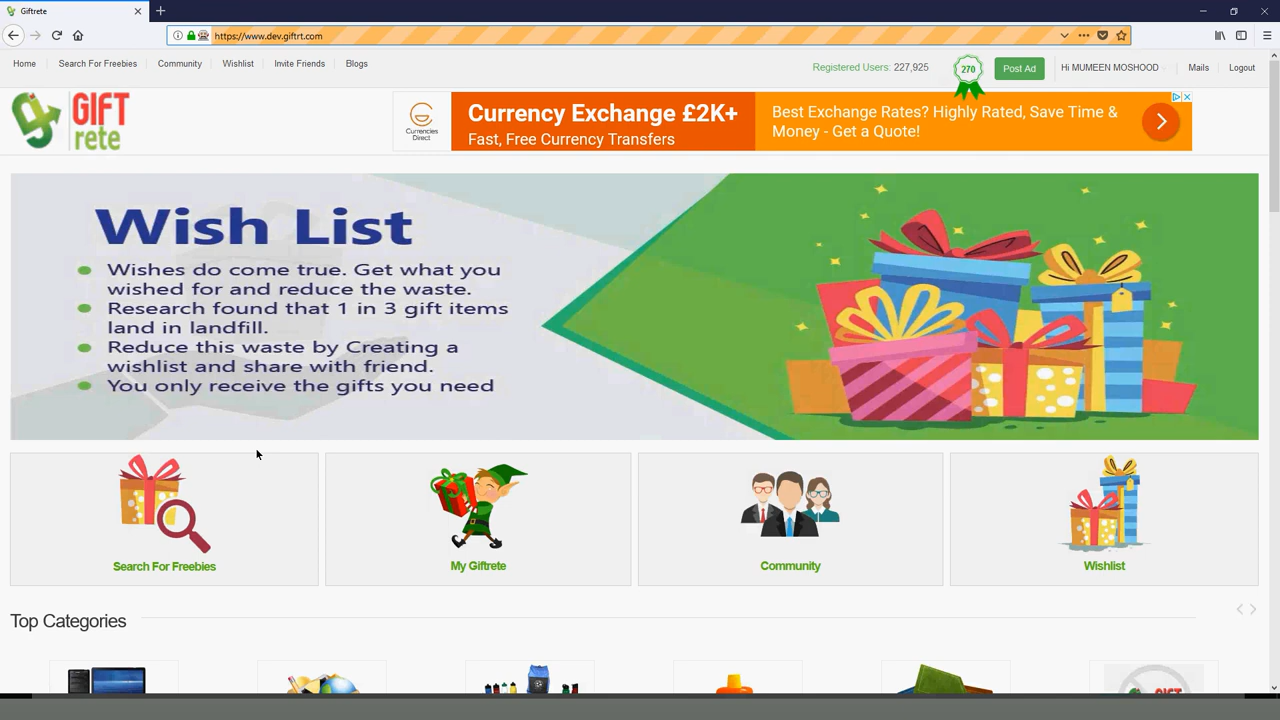 Giftrete
https://www.dev.giftrt.com
Home Search For Freebies Community Wishlist Invite Friends Blogs
Registered Users: 227,925
270
Post Ad
Hi MUMEEN MOSHOOD
Mails
Logout
GIFT
rete
CURRENCIES
DIRECT
Currency Exchange £2K+
Fast, Free Currency Transfers
Best Exchange Rates? Highly Rated, Save Time &
Money - Get a Quote!
Wish List
Wishes do come true. Get what you
wished for and reduce the waste.
Research found that 1 in 3 gift items
land in landfill.
Reduce this waste by Creating a
wishlist and share with friend.
You only receive the gifts you need
Search For Freebies
My Giftrete
Community
Wishlist
Top Categories
GIFT